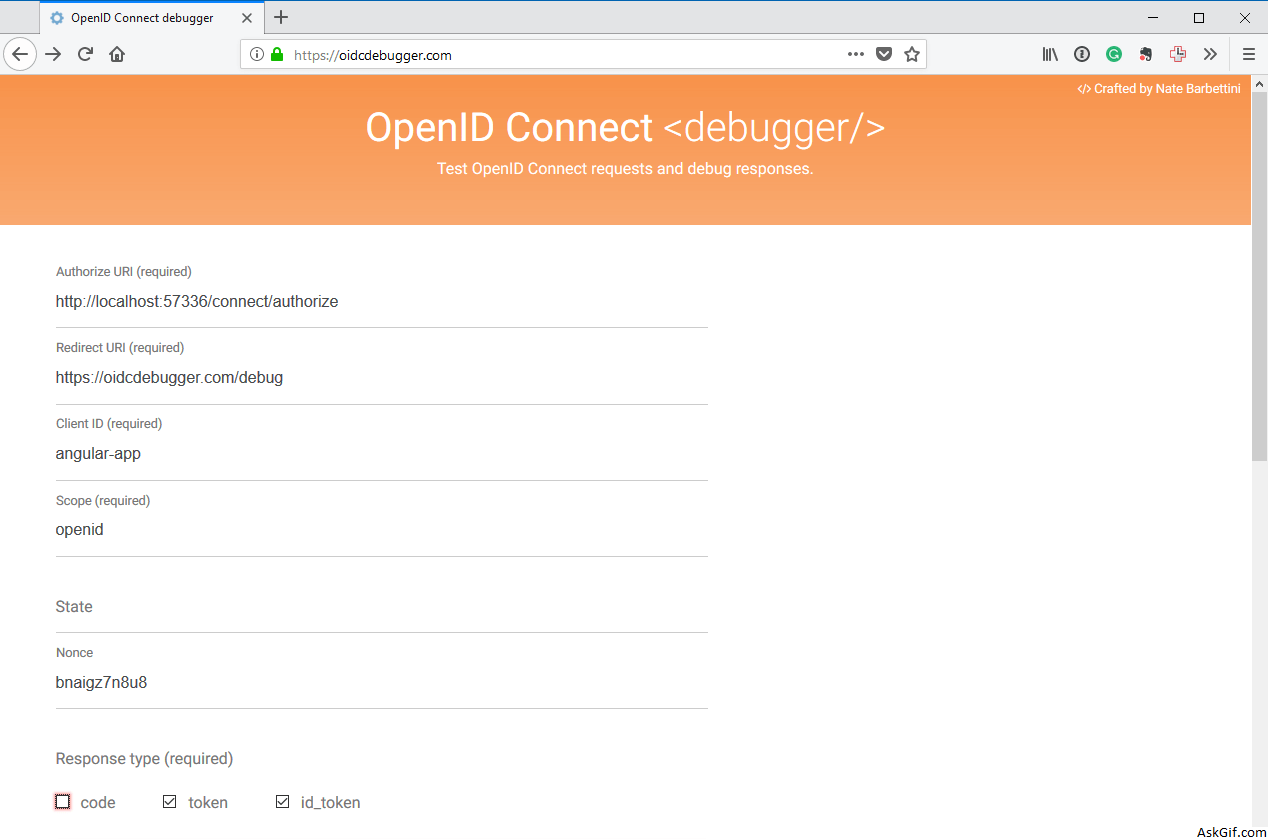 OpenID Connect debugger
https://oidcdebugger.com
</> Crafted by Nate Barbettini
OpenID Connect <debugger/>
Test OpenID Connect requests and debug responses.
Authorize URI (required)
http://localhost:57336/connect/authorize
Redirect URI (required)
https://oidcdebugger.com/debug
Client ID (required)
angular-app
Scope (required)
openid
State
Nonce
bnaigz7n8u8
Response type (required)
code token id_token
AskGif.com